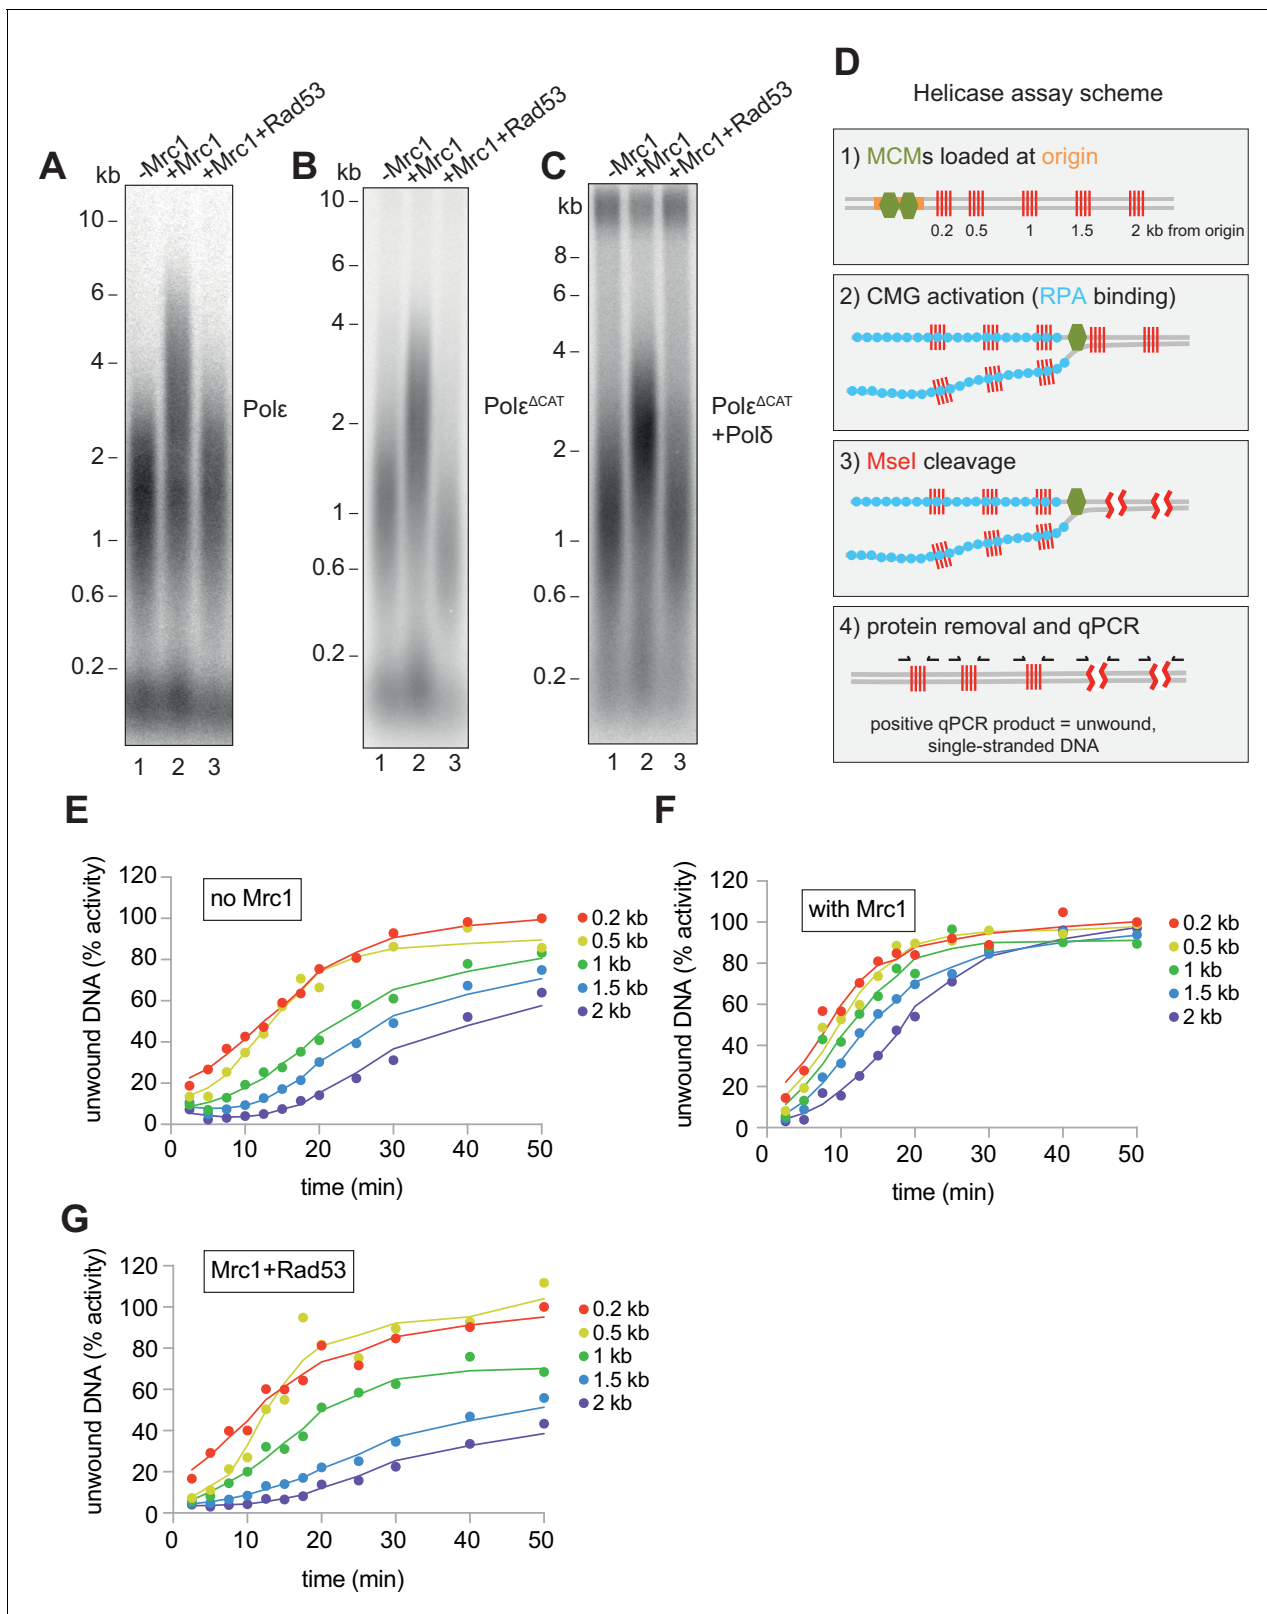 A
kb
-Mrc1
+Mrc1
+Mrc1+Rad53
10
6
4
2
1
0.6
0.2
1 2 3
Polε
B
kb
-Mrc1
+Mrc1
+Mrc1+Rad53
10
6
4
2
1
0.6
0.2
1 2 3
Polε^ΔCAT
C
kb
-Mrc1
+Mrc1
+Mrc1+Rad53
8
6
4
2
1
0.6
0.2
1 2 3
Polε^ΔCAT
+Polδ
D
Helicase assay scheme
1) MCMs loaded at origin
0.2 0.5 1 1.5 2 kb from origin
2) CMG activation (RPA binding)
3) MseI cleavage
4) protein removal and qPCR
positive qPCR product = unwound,
single-stranded DNA
E
no Mrc1
unwound DNA (% activity)
120
100
80
60
40
20
0
0 10 20 30 40 50
time (min)
0.2 kb
0.5 kb
1 kb
1.5 kb
2 kb
F
with Mrc1
unwound DNA (% activity)
120
100
80
60
40
20
0
0 10 20 30 40 50
time (min)
0.2 kb
0.5 kb
1 kb
1.5 kb
2 kb
G
Mrc1+Rad53
unwound DNA (% activity)
120
100
80
60
40
20
0
0 10 20 30 40 50
time (min)
0.2 kb
0.5 kb
1 kb
1.5 kb
2 kb